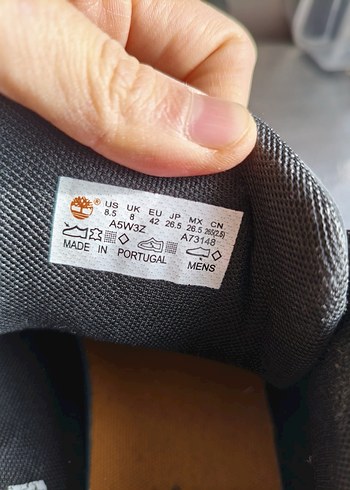 US UK EU JP MX CN
8.5 8 42 26.5 26.5 265(2.5)
A5W3Z A73148
MADE IN PORTUGAL MENS